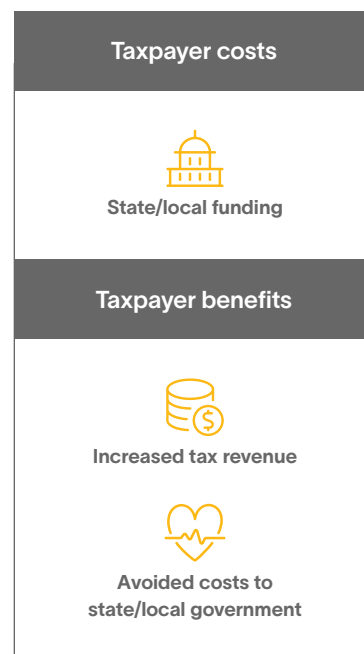 Taxpayer costs
State/local funding
Taxpayer benefits
$
Increased tax revenue
Avoided costs to
state/local government